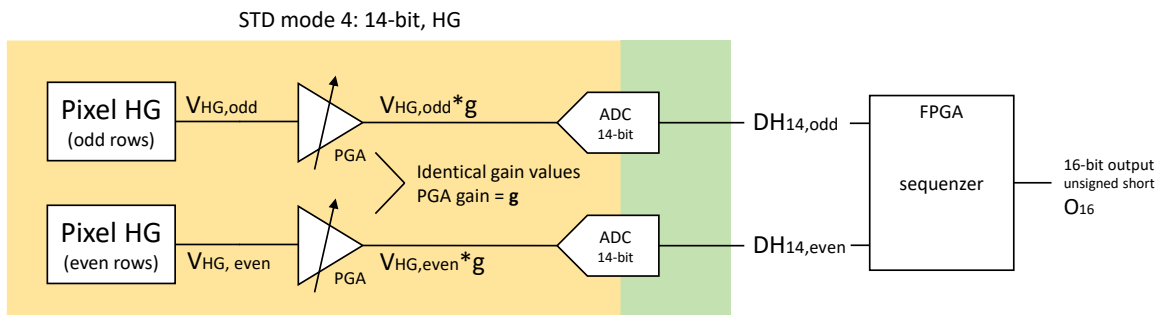 STD mode 4: 14-bit, HG
Pixel HG
(odd rows)
VHG,odd
PGA
VHG,odd*g
ADC
14-bit
DH14,odd
Identical gain values
PGA gain = g
Pixel HG
(even rows)
VHG, even
PGA
VHG,even*g
ADC
14-bit
DH14,even
FPGA
sequenzer
16-bit output
unsigned short
O16